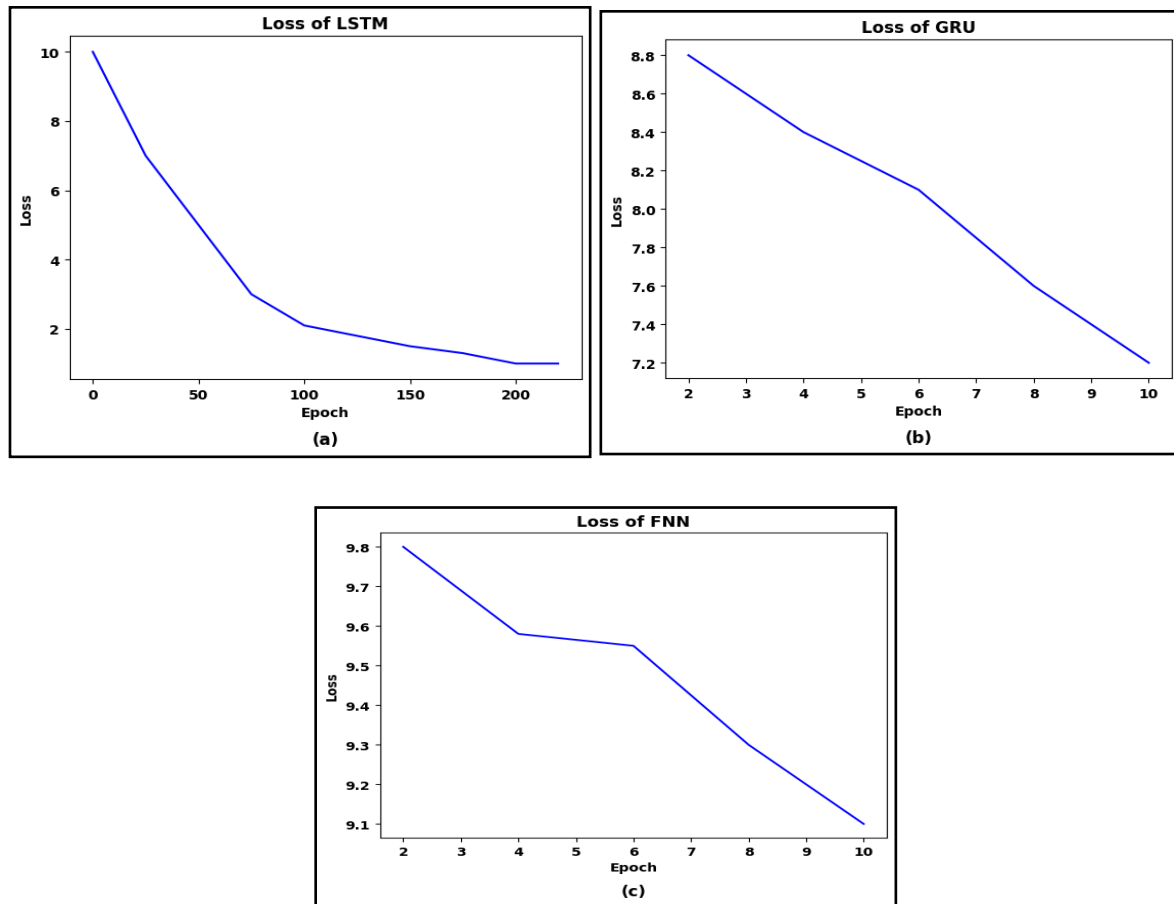 Loss of LSTM
10
8
6
4
2
Loss
0 50 100 150 200
Epoch
(a)
Loss of GRU
8.8
8.6
8.4
8.2
8.0
7.8
7.6
7.4
7.2
Loss
2 3 4 5 6 7 8 9 10
Epoch
(b)
Loss of FNN
9.8
9.7
9.6
9.5
9.4
9.3
9.2
9.1
Loss
2 3 4 5 6 7 8 9 10
Epoch
(c)